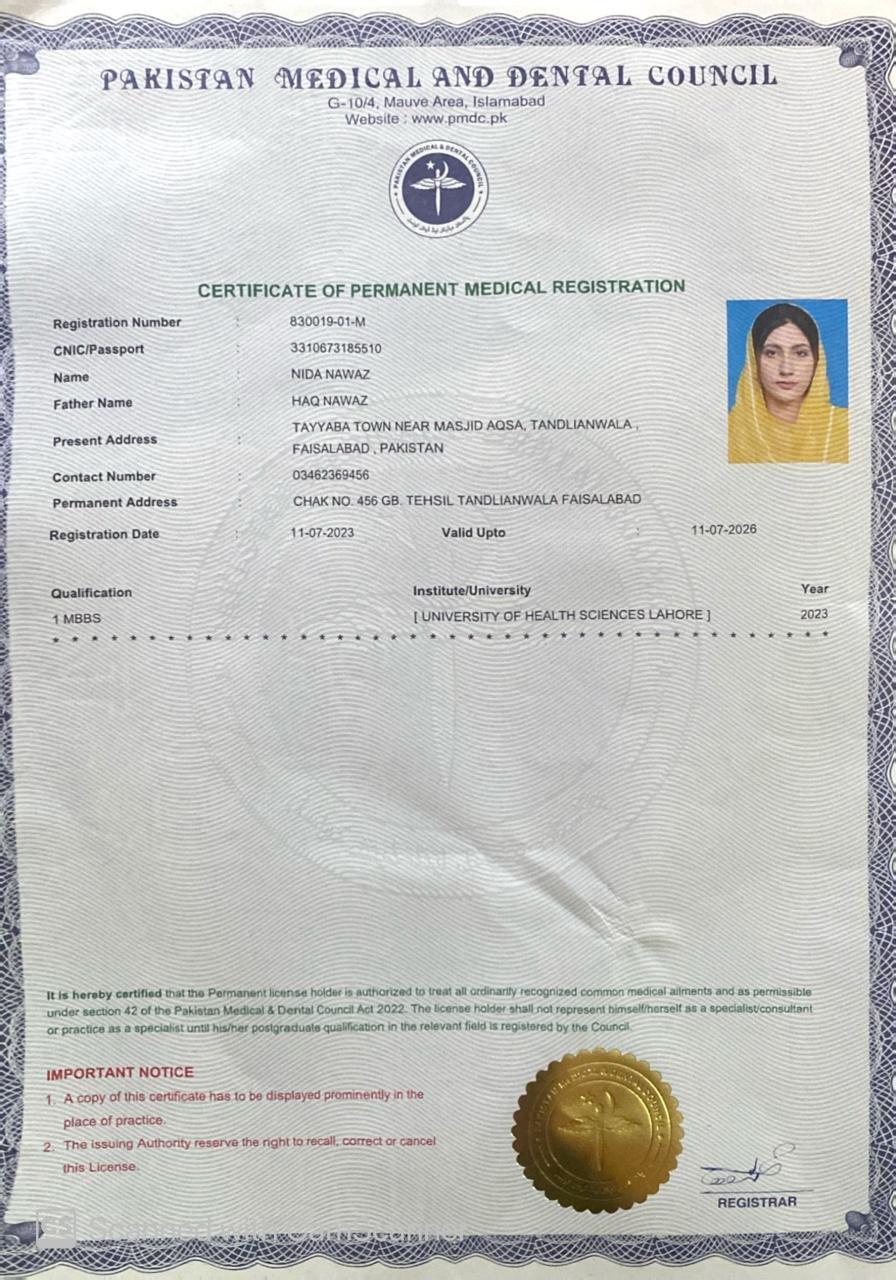 PAKISTAN MEDICAL AND DENTAL COUNCIL
G-10/4, Mauve Area, Islamabad
Website : www.pmdc.pk
PAKISTAN MEDICAL & DENTAL COUNCIL
CERTIFICATE OF PERMANENT MEDICAL REGISTRATION
Registration Number : 830019-01-M
CNIC/Passport : 3310673185510
Name : NIDA NAWAZ
Father Name : HAQ NAWAZ
Present Address : TAYYABA TOWN NEAR MASJID AQSA, TANDLIANWALA ,
FAISALABAD , PAKISTAN
Contact Number : 03462369456
Permanent Address : CHAK NO. 456 GB. TEHSIL TANDLIANWALA FAISALABAD
Registration Date : 11-07-2023 Valid Upto : 11-07-2026
Qualification Institute/University Year
1 MBBS [ UNIVERSITY OF HEALTH SCIENCES LAHORE ] 2023
It is hereby certified that the Permanent license holder is authorized to treat all ordinarily recognized common medical ailments and as permissible
under section 42 of the Pakistan Medical & Dental Council Act 2022. The license holder shall not represent himself/herself as a specialist/consultant
or practice as a specialist until his/her postgraduate qualification in the relevant field is registered by the Council.
IMPORTANT NOTICE
1. A copy of this certificate has to be displayed prominently in the
place of practice.
2. The issuing Authority reserve the right to recall, correct or cancel
this License.
REGISTRAR
CS Scanned with CamScanner